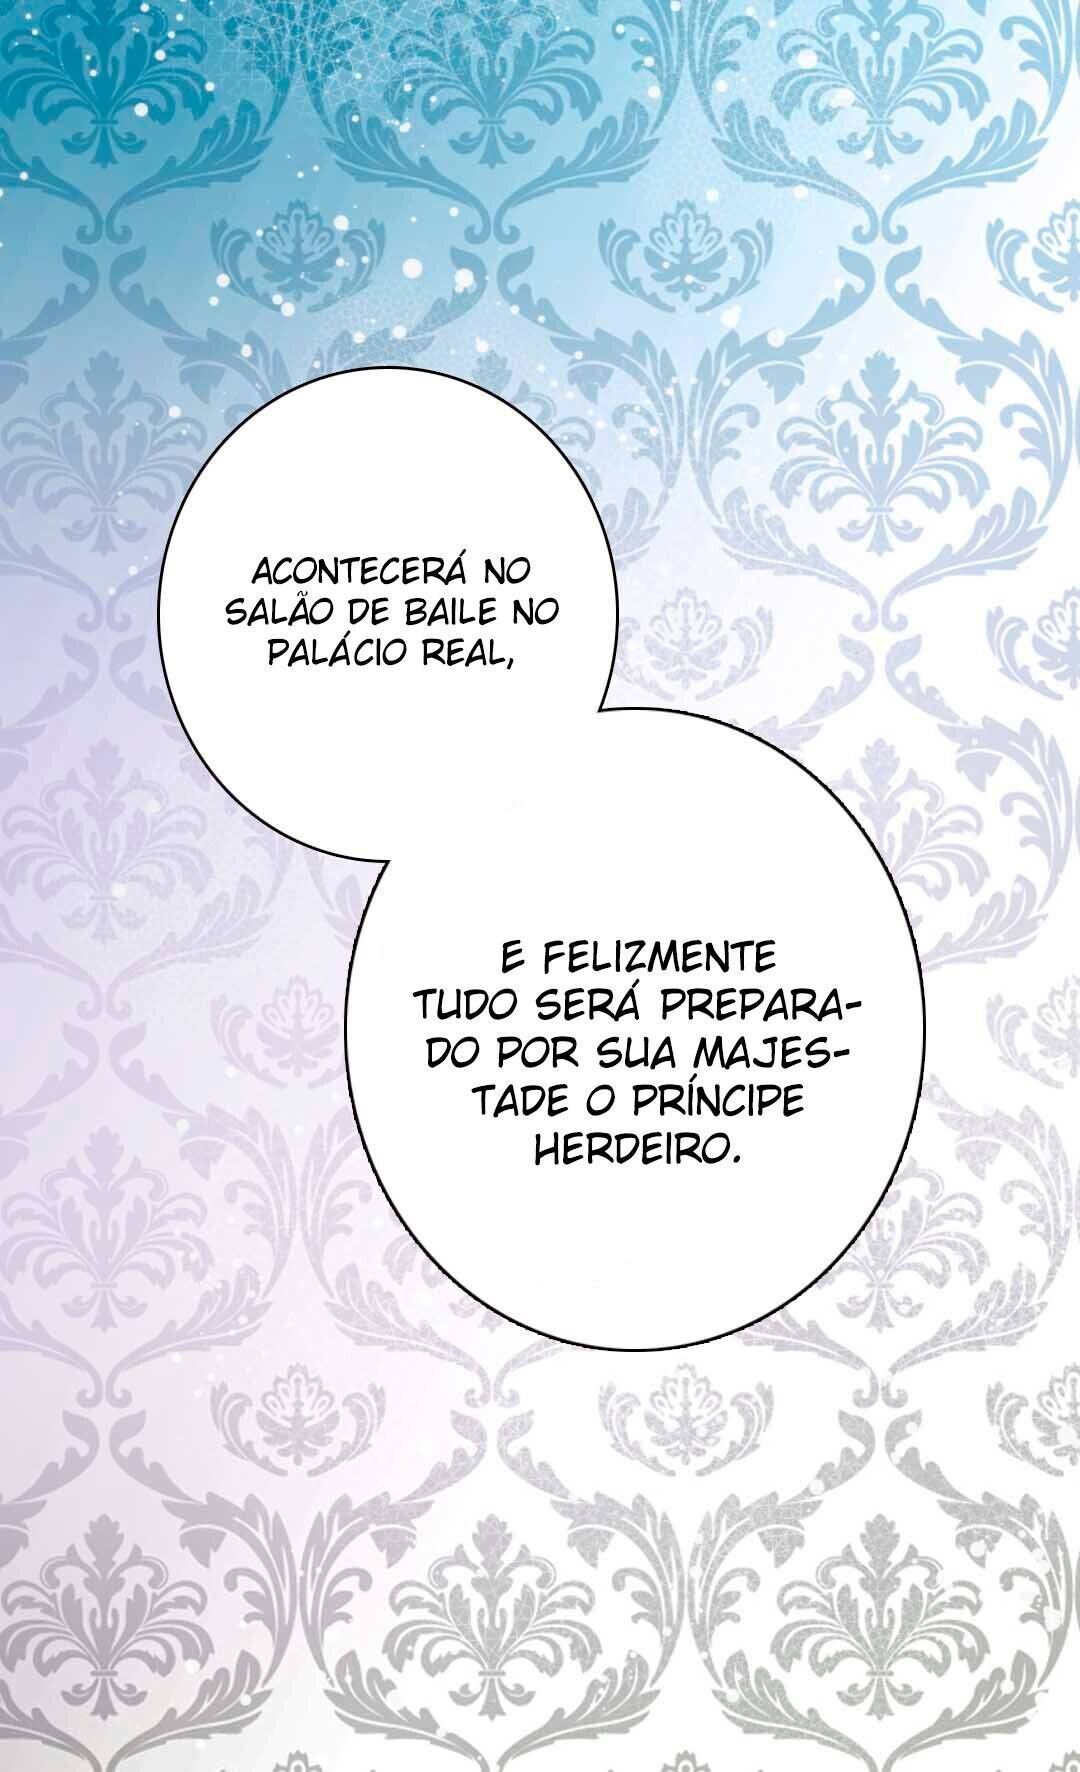 ACONTECERÁ NO
SALÃO DE BAILE NO
PALÁCIO REAL,
E FELIZMENTE
TUDO SERÁ PREPARA-
DO POR SUA MAJES-
TADE O PRÍNCIPE
HERDEIRO.